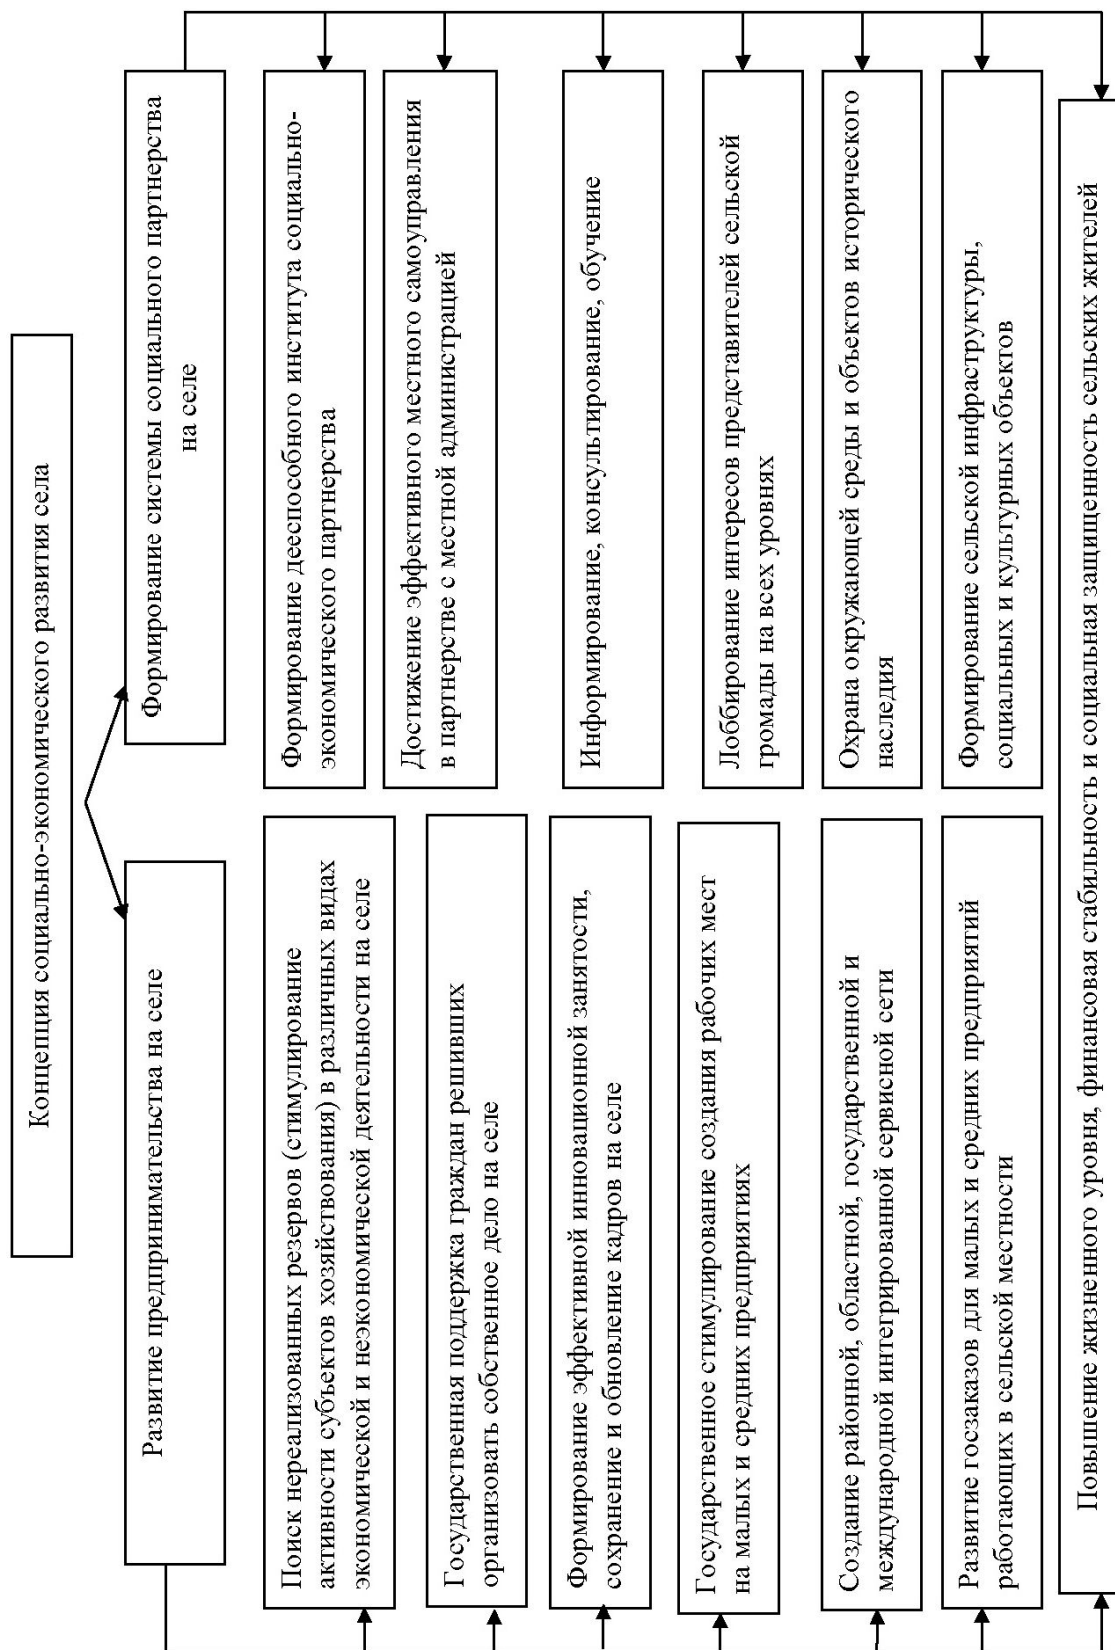 Концепция социально-экономического развития села
Развитие предпринимательства на селе
Формирование системы социального партнерства
на селе
Поиск нереализованных резервов (стимулирование
активности субъектов хозяйствования) в различных видах
экономической и неэкономической деятельности на селе
Государственная поддержка граждан решивших
организовать собственное дело на селе
Формирование эффективной инновационной занятости,
сохранение и обновление кадров на селе
Государственное стимулирование создания рабочих мест
на малых и средних предприятиях
Создание районной, областной, государственной и
международной интегрированной сервисной сети
Развитие госзаказов для малых и средних предприятий
работающих в сельской местности
Формирование дееспособного института социально-
экономического партнерства
Достижение эффективного местного самоуправления
в партнерстве с местной администрацией
Информирование, консультирование, обучение
Лоббирование интересов представителей сельской
громады на всех уровнях
Охрана окружающей среды и объектов исторического
наследия
Формирование сельской инфраструктуры,
социальных и культурных объектов
Повышение жизненного уровня, финансовая стабильность и социальная защищенность сельских жителей